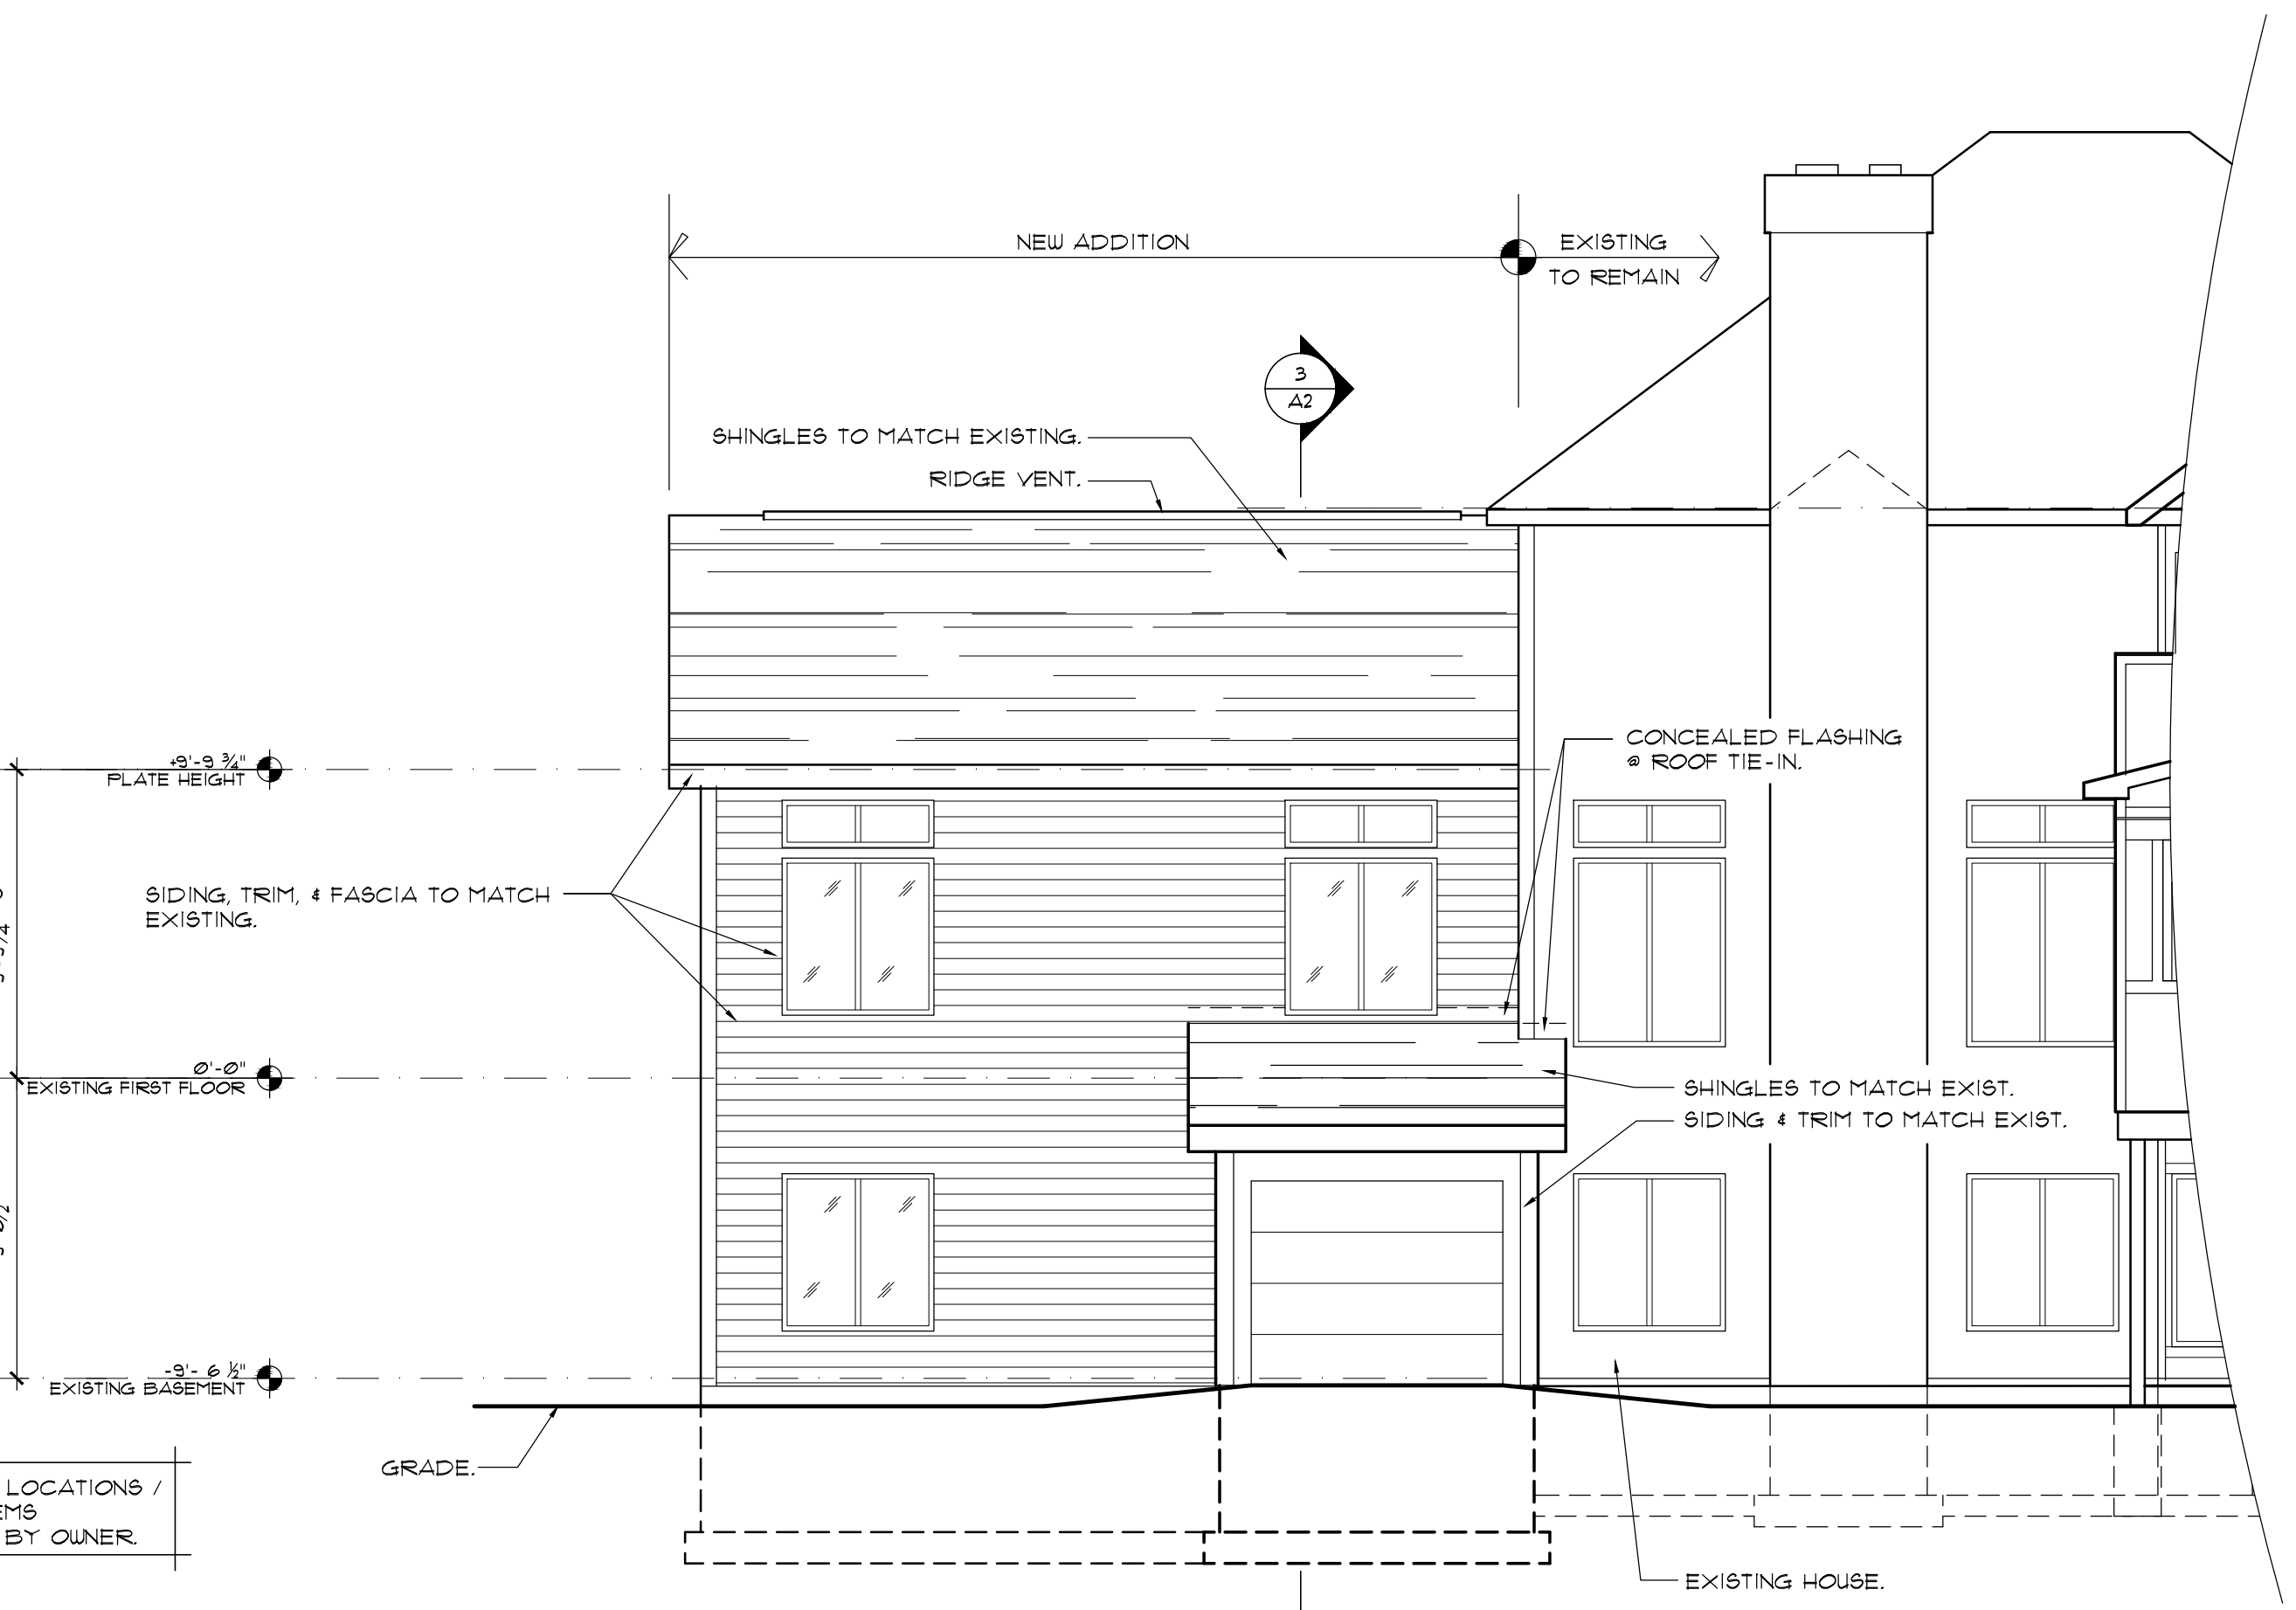 NEW ADDITION
EXISTING
TO REMAIN
3
A2
SHINGLES TO MATCH EXISTING.
RIDGE VENT.
CONCEALED FLASHING
@ ROOF TIE-IN.
+9'-9 3/4"
PLATE HEIGHT
SIDING, TRIM, & FASCIA TO MATCH
EXISTING.
0'-0"
EXISTING FIRST FLOOR
SHINGLES TO MATCH EXIST.
SIDING & TRIM TO MATCH EXIST.
-9'- 6 1/2"
EXISTING BASEMENT
GRADE.
LOCATIONS /
BY OWNER.
EXISTING HOUSE.